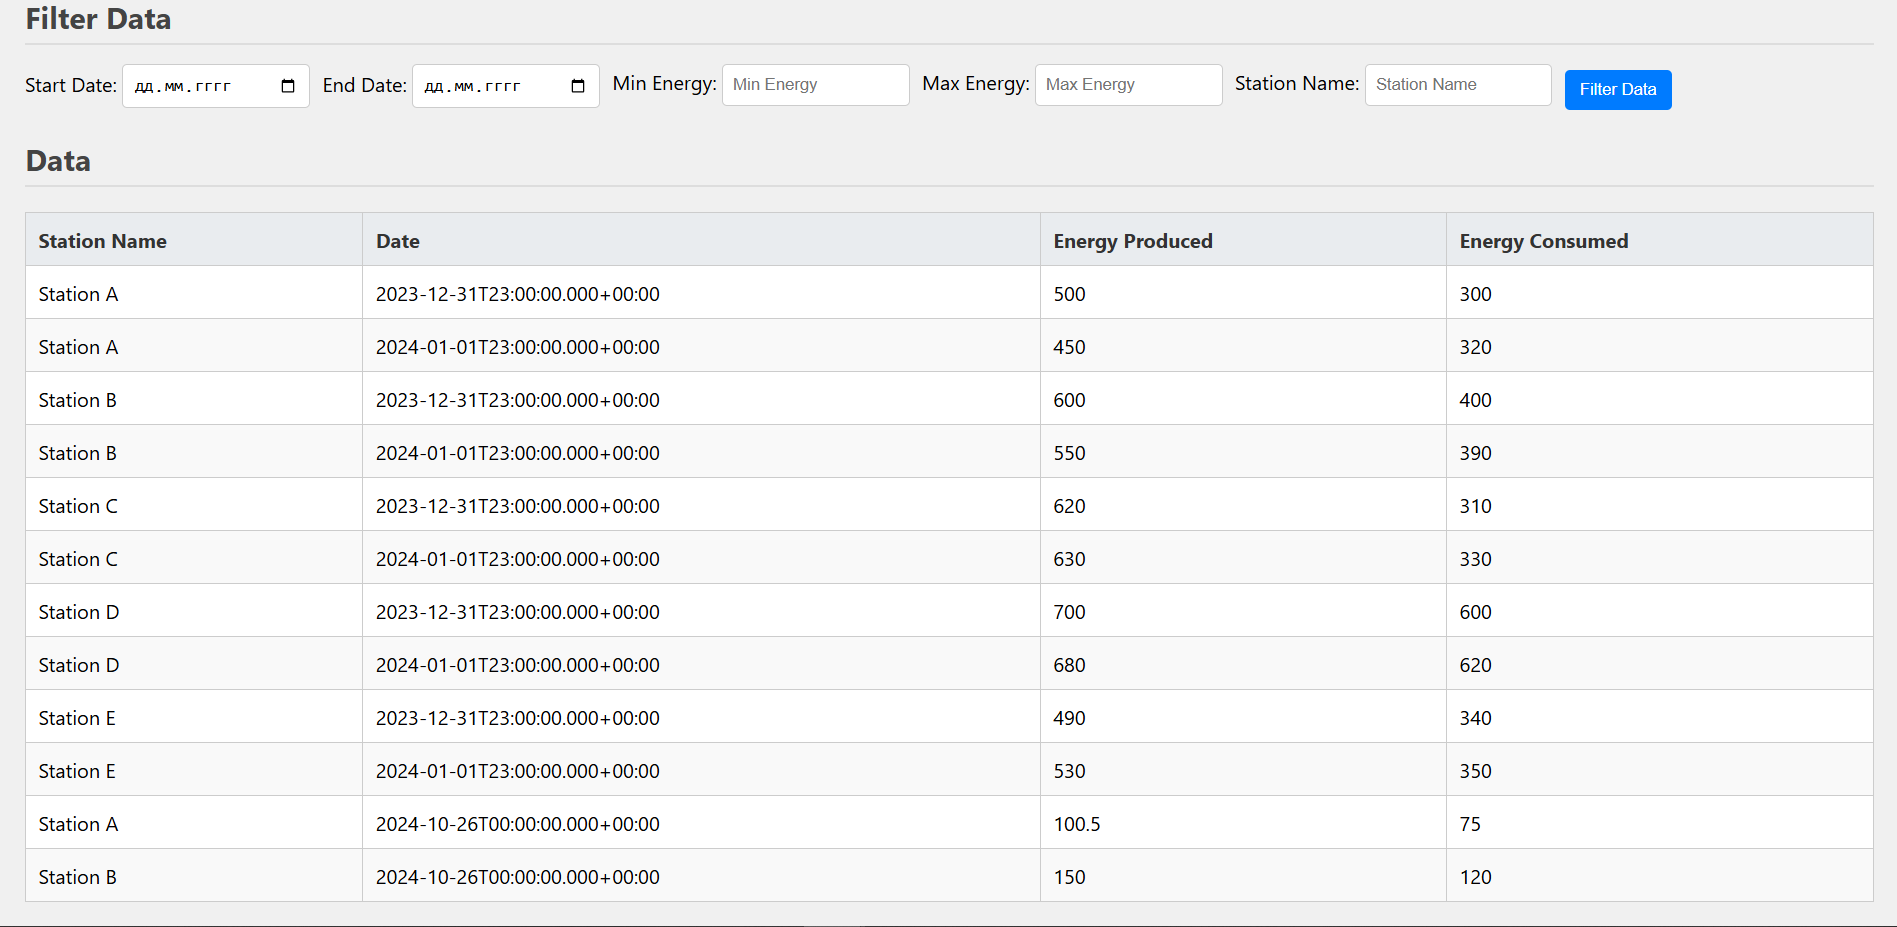 Filter Data
Start Date: дд.мм.гггг End Date: дд.мм.гггг Min Energy: Min Energy Max Energy: Max Energy Station Name: Station Name Filter Data
Data
Station Name Date Energy Produced Energy Consumed
Station A 2023-12-31T23:00:00.000+00:00 500 300
Station A 2024-01-01T23:00:00.000+00:00 450 320
Station B 2023-12-31T23:00:00.000+00:00 600 400
Station B 2024-01-01T23:00:00.000+00:00 550 390
Station C 2023-12-31T23:00:00.000+00:00 620 310
Station C 2024-01-01T23:00:00.000+00:00 630 330
Station D 2023-12-31T23:00:00.000+00:00 700 600
Station D 2024-01-01T23:00:00.000+00:00 680 620
Station E 2023-12-31T23:00:00.000+00:00 490 340
Station E 2024-01-01T23:00:00.000+00:00 530 350
Station A 2024-10-26T00:00:00.000+00:00 100.5 75
Station B 2024-10-26T00:00:00.000+00:00 150 120